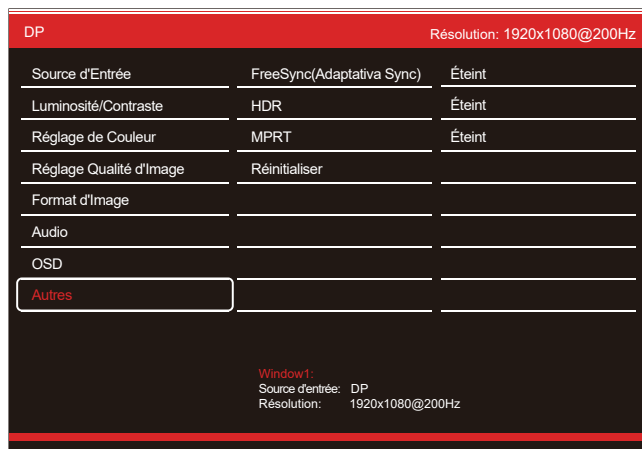 DP Résolution: 1920x1080@200Hz
Source d'Entrée FreeSync(Adaptativa Sync) Éteint
Luminosité/Contraste HDR Éteint
Réglage de Couleur MPRT Éteint
Réglage Qualité d'Image Réinitialiser
Format d'Image
Audio
OSD
Autres
Window1:
Source d'entrée: DP
Résolution: 1920x1080@200Hz